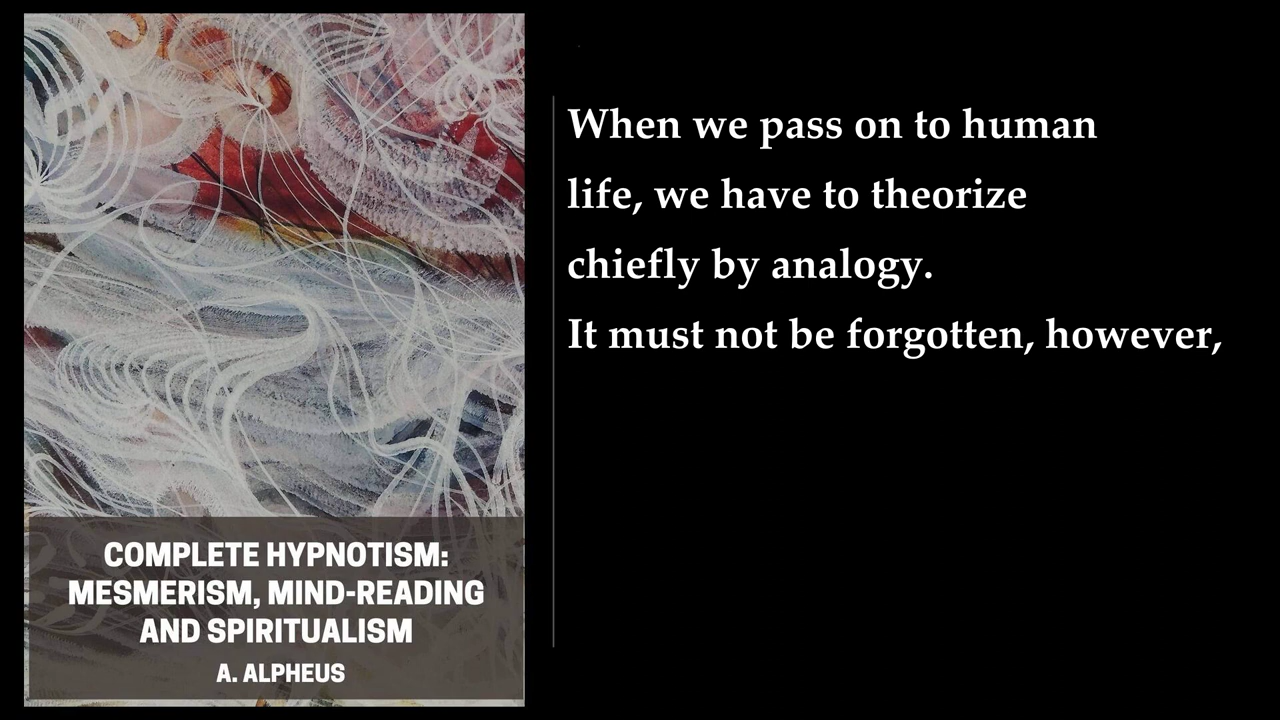 COMPLETE HYPNOTISM:
MESMERISM, MIND-READING
AND SPIRITUALISM
A. ALPHEUS
When we pass on to human
life, we have to theorize
chiefly by analogy.
It must not be forgotten, however,